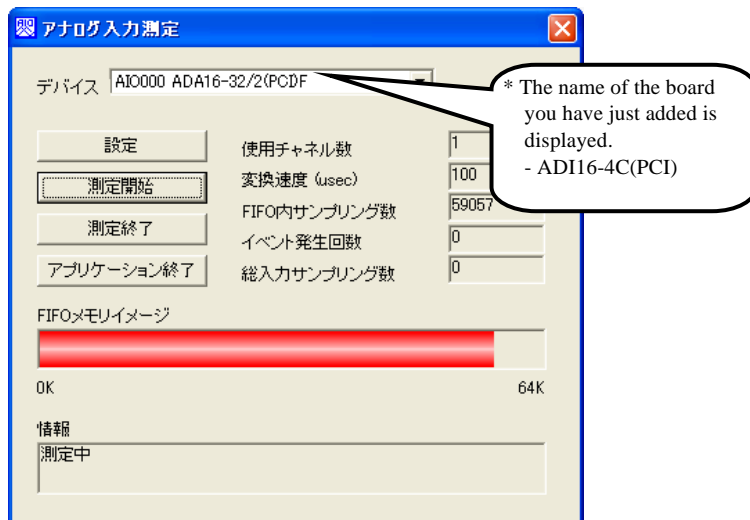 アナログ入力測定
デバイス AIO000 ADA16-32/2(PCI)F
* The name of the board
you have just added is
displayed.
- ADI16-4C(PCI)
設定
測定開始
測定終了
アプリケーション終了
使用チャネル数 1
変換速度 (usec) 100
FIFO内サンプリング数 59057
イベント発生回数 0
総入力サンプリング数 0
FIFOメモリイメージ
0K 64K
情報
測定中